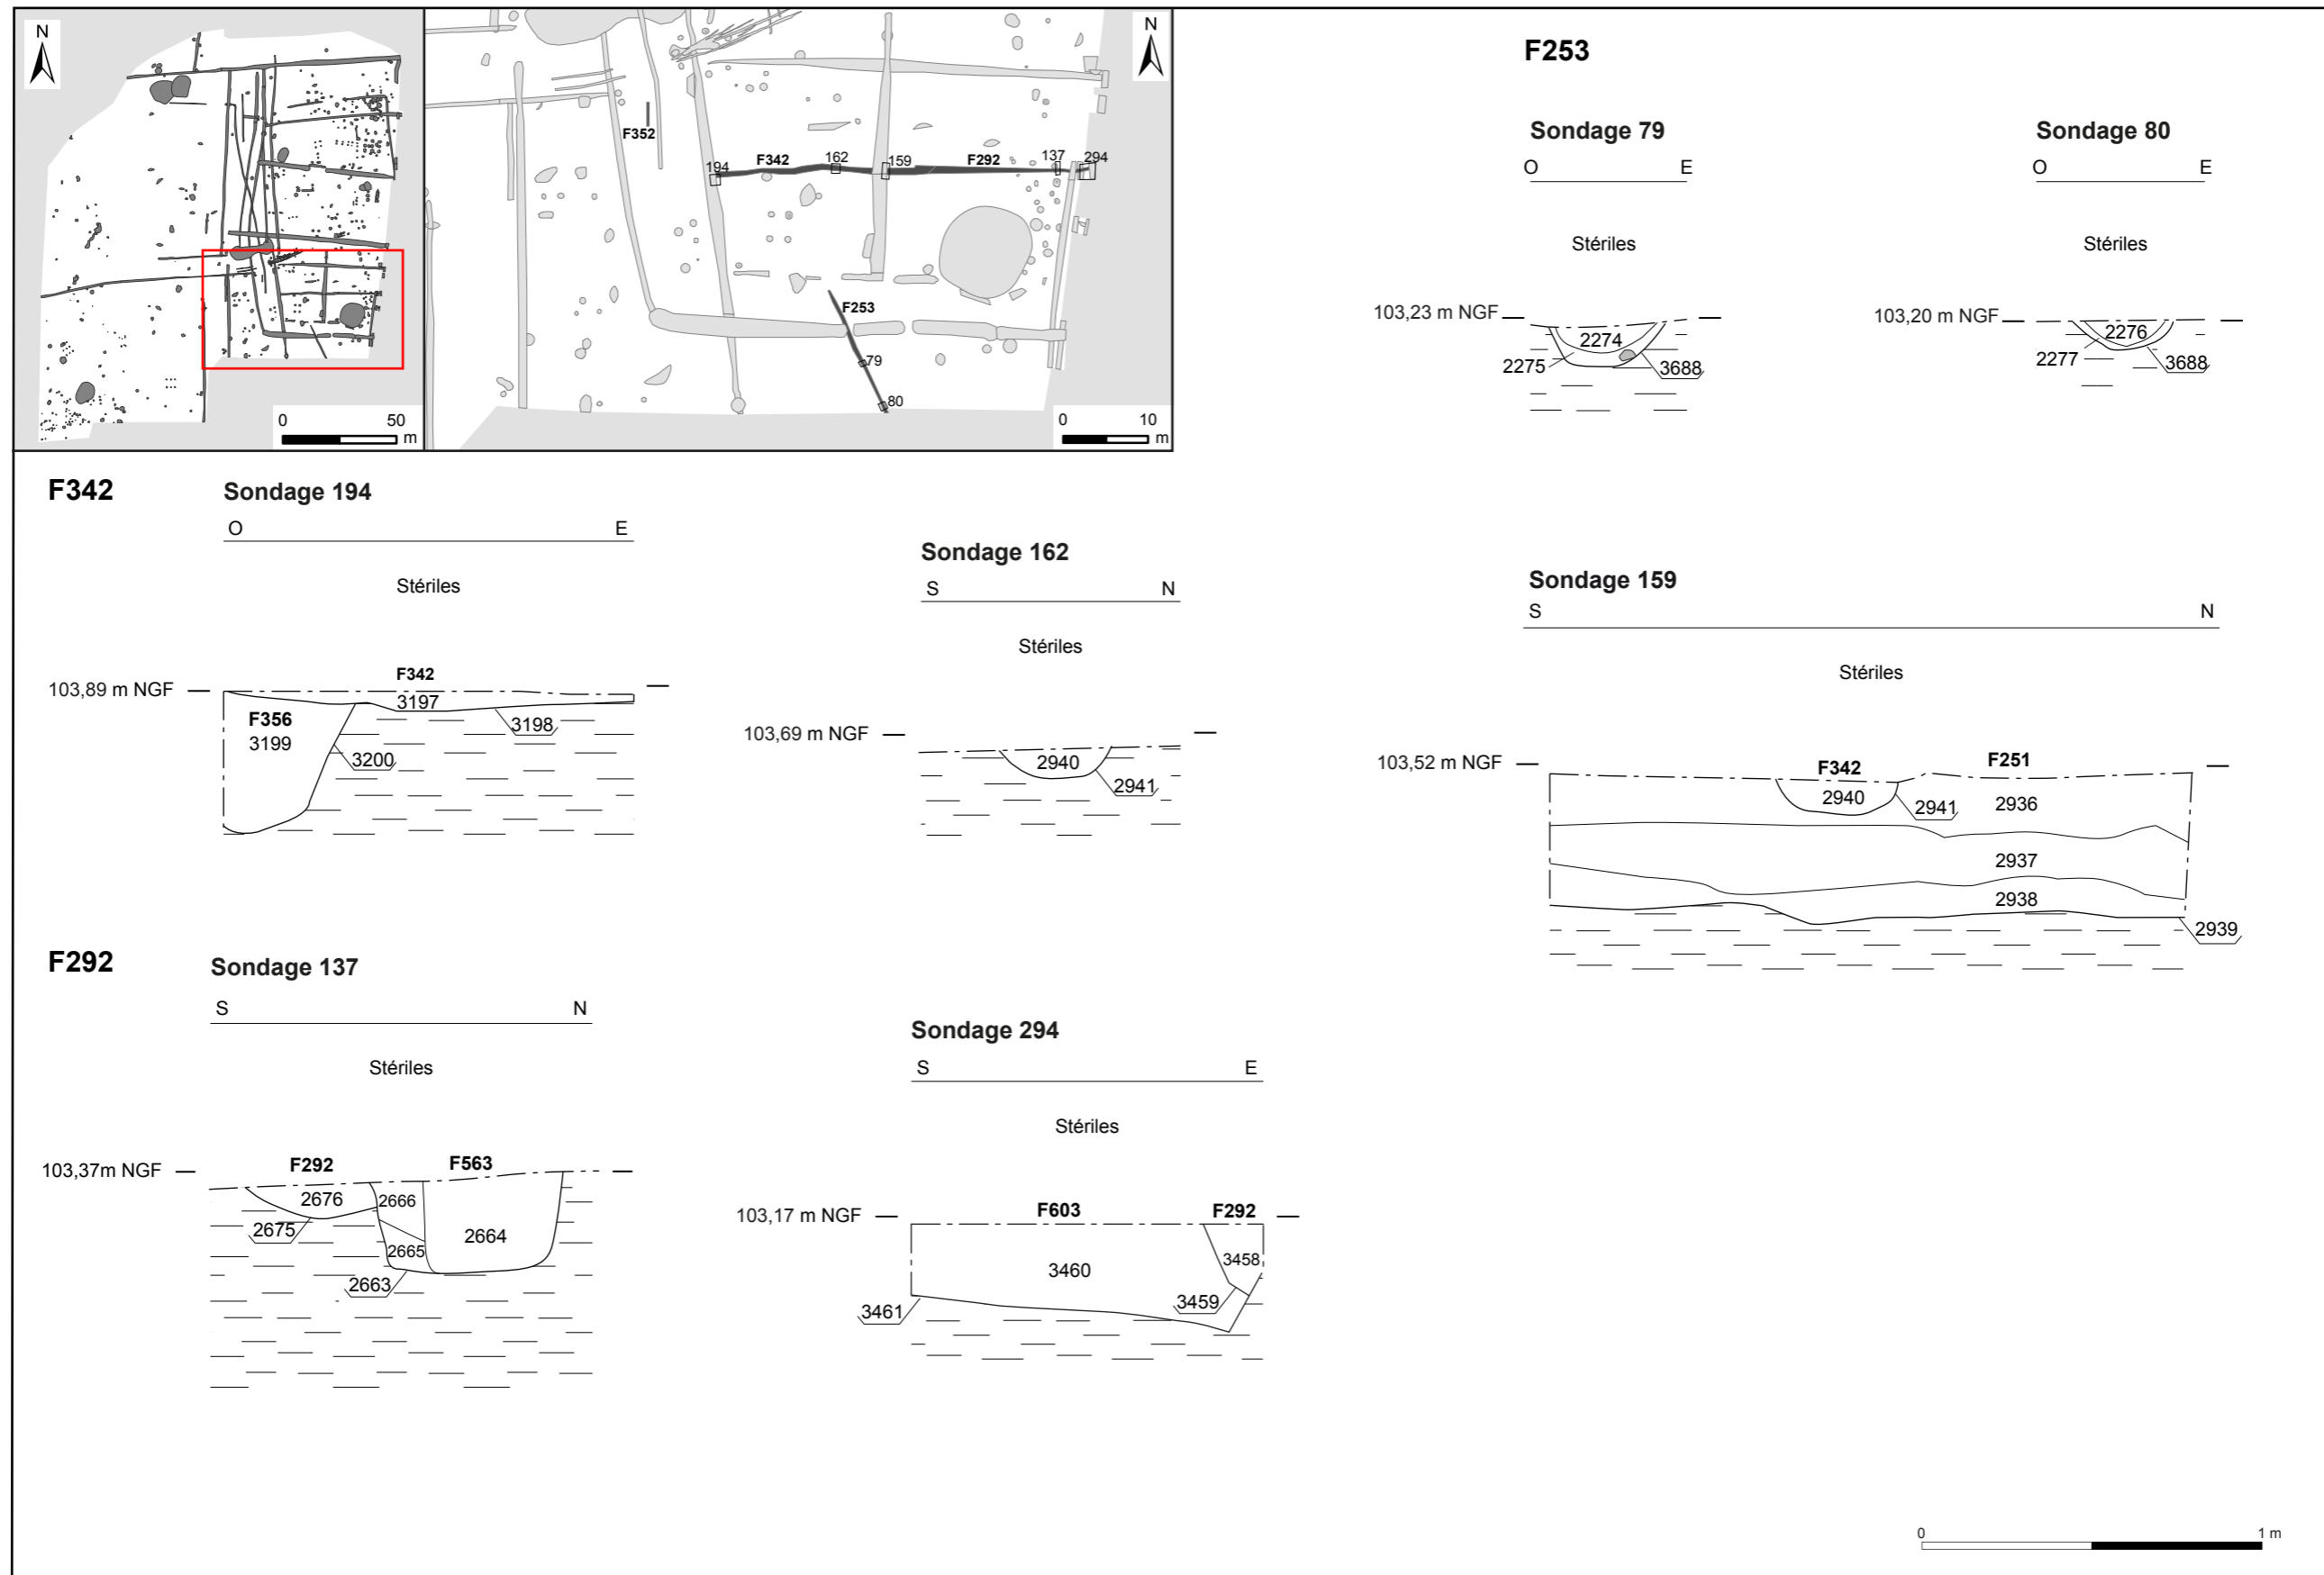 N
0 50
m
N
F352
194
F342
162
159
F292
137
294
F253
79
80
0 10
m
F253
Sondage 79
O E
Stériles
103,23 m NGF
2274
2275
3688
Sondage 80
O E
Stériles
103,20 m NGF
2276
2277
3688
F342
Sondage 194
O E
Stériles
F342
103,89 m NGF
3197
F356
3199
3198
3200
Sondage 162
S N
Stériles
103,69 m NGF
2940
2941
Sondage 159
S N
Stériles
103,52 m NGF
F342
F251
2940
2941
2936
2937
2938
2939
F292
Sondage 137
S N
Stériles
103,37m NGF
F292
F563
2676
2666
2675
2665
2664
2663
Sondage 294
S E
Stériles
103,17 m NGF
F603
F292
3458
3460
3459
3461
0 1 m